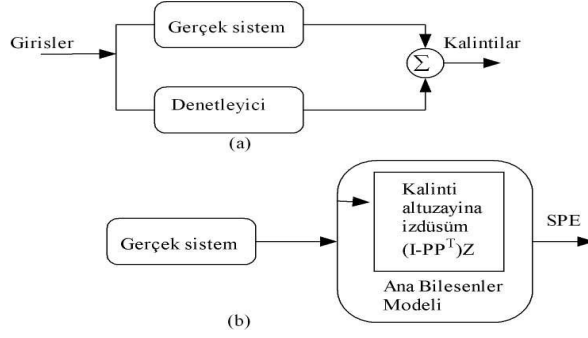 Girisler
Gerçek sistem
Kalintilar
Σ
Denetleyici
(a)
Gerçek sistem
Kalinti
altuzayina
izdüsüm
(I-PP^T)Z
SPE
Ana Bilesenler
Modeli
(b)